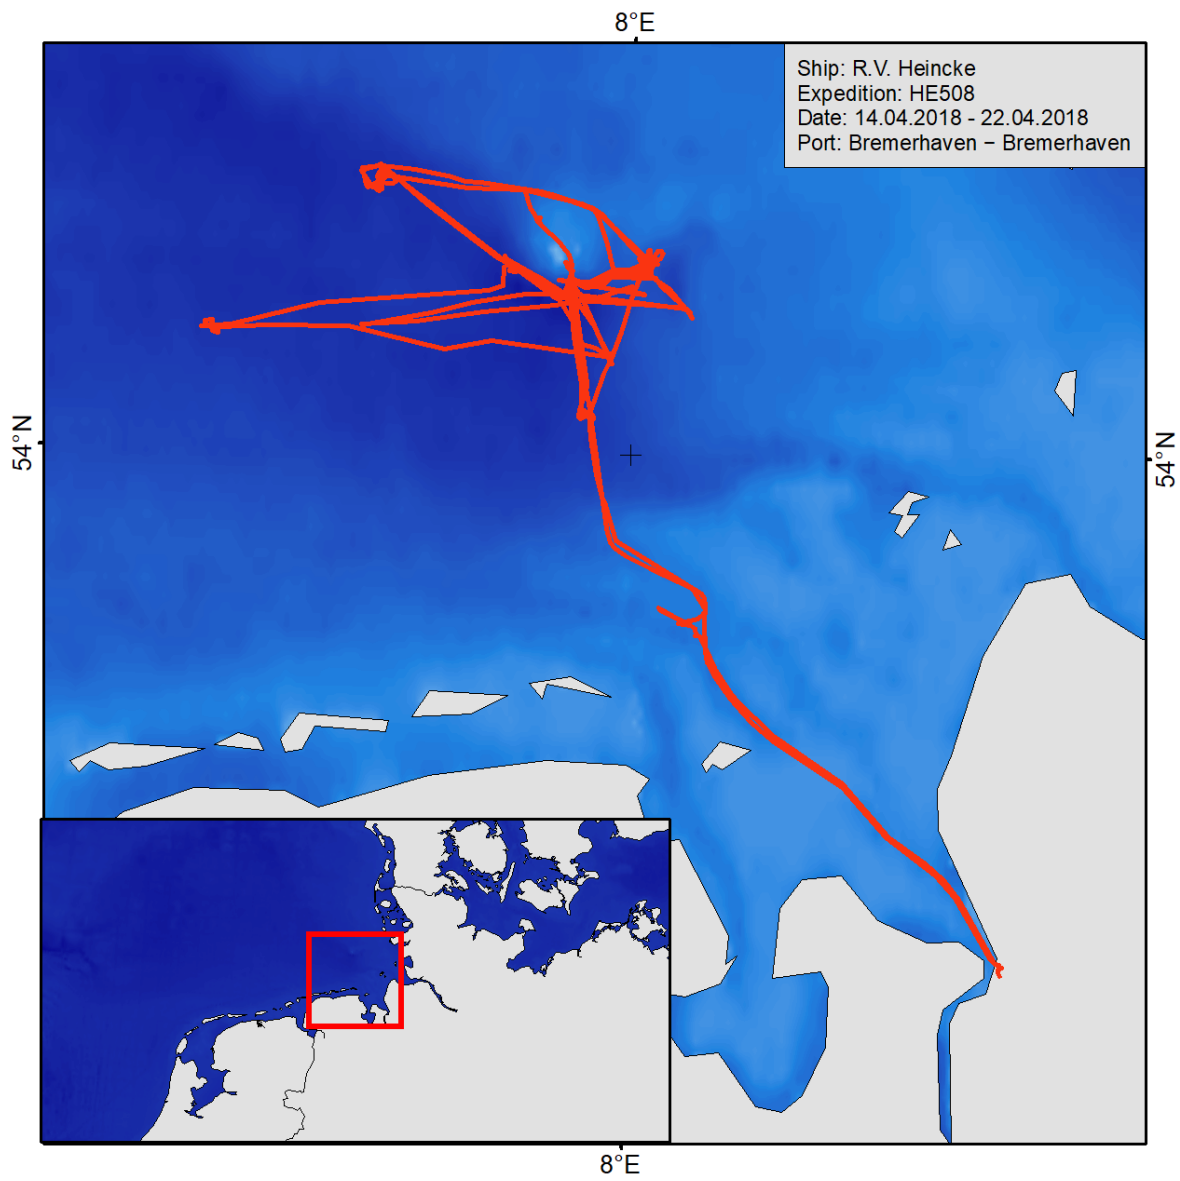 8°E
Ship: R.V. Heincke
Expedition: HE508
Date: 14.04.2018 - 22.04.2018
Port: Bremerhaven − Bremerhaven
54°N
54°N
8°E